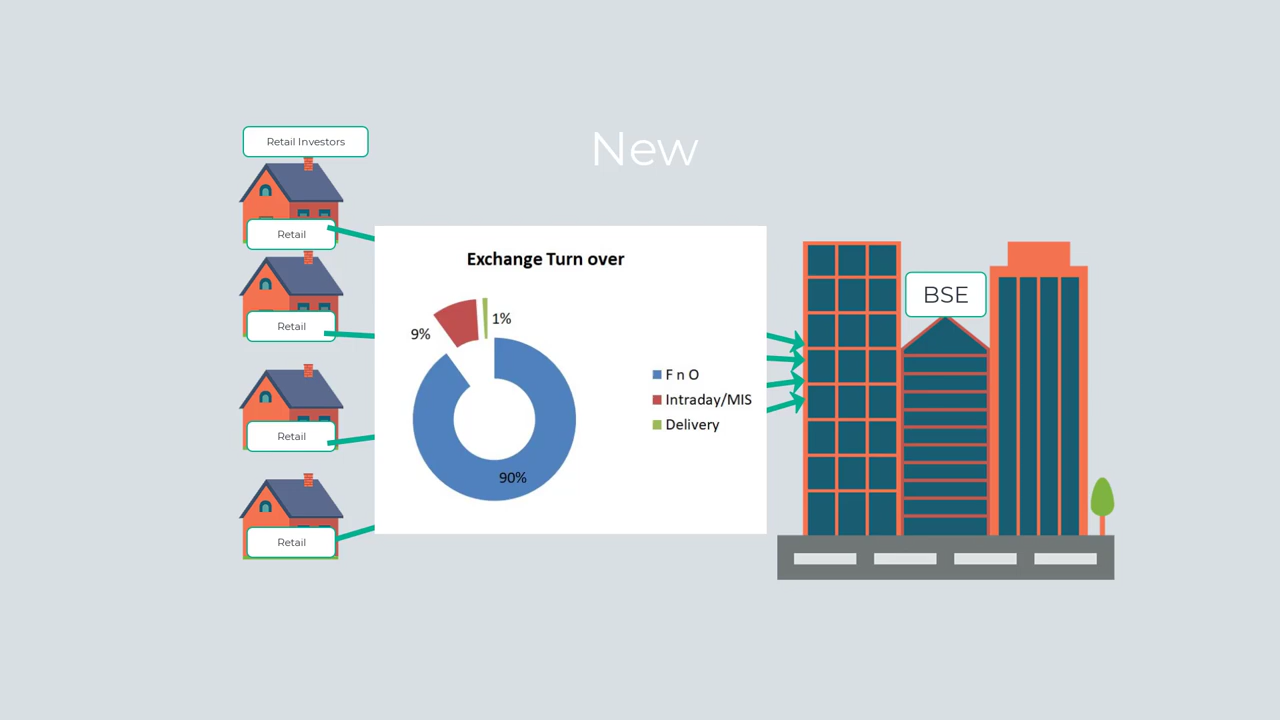 New
Retail Investors
Retail
Retail
Retail
Retail
Exchange Turn over
9%
1%
90%
F n O
Intraday/MIS
Delivery
BSE